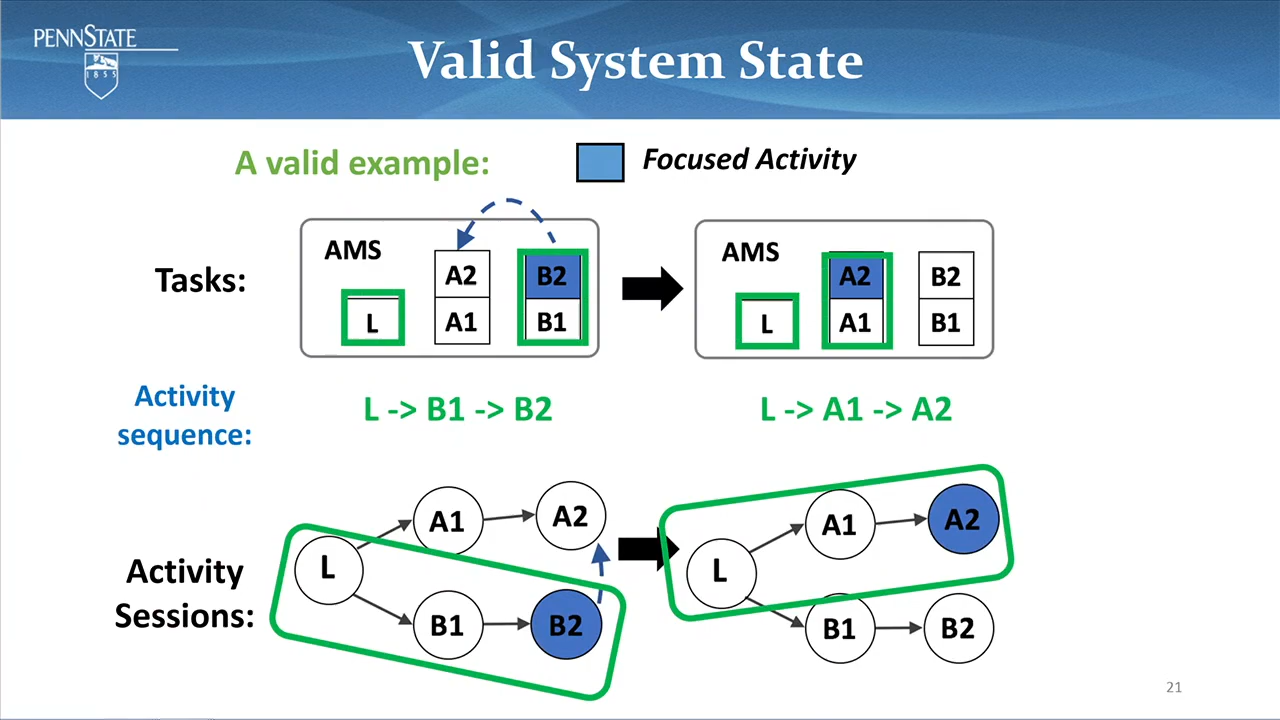 PENNSTATE
1855
Valid System State
A valid example:
Focused Activity
Tasks:
AMS
A2
B2
L
A1
B1
AMS
A2
B2
L
A1
B1
Activity
sequence:
L -> B1 -> B2
L -> A1 -> A2
Activity
Sessions:
A1
A2
L
B1
B2
A1
A2
L
B1
B2
21